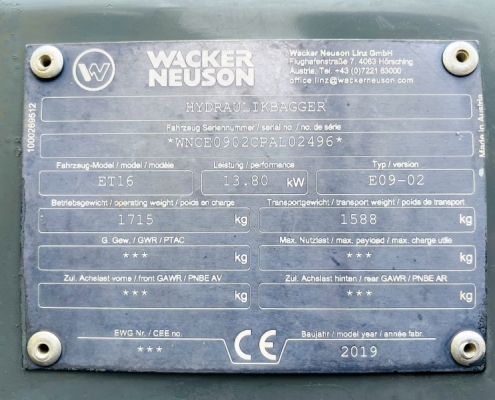 WACKER
NEUSON
Wacker Neuson Linz GmbH
Flughafenstraße 7, 4063 Hörsching
Austria, Tel. +43 (0)7221 63000
office.linz@wackerneuson.com
HYDRAULIKBAGGER
Fahrzeug Seriennummer / serial no / no. de série
*WNCE0902CPAL02496*
Fahrzeug-Model / model / modèle
Leistung / performance
Typ / version
ET16
13.80 kW
E09-02
Betriebsgewicht / operating weight / poids en charge
Transportgewicht / transport weight / poids de transport
1715 kg
1588 kg
G. Gew. / GWR / PTAC
Max. Nutzlast / max. payload / max. charge utile
*** kg
*** kg
Zul. Achslast vorne / front GAWR / PNBE AV
Zul. Achslast hinten / rear GAWR / PNBE AR
*** kg
*** kg
EWG Nr. / CEE no.
Baujahr / model year / année fabr.
***
CE
2019
1000269512
Made in Austria